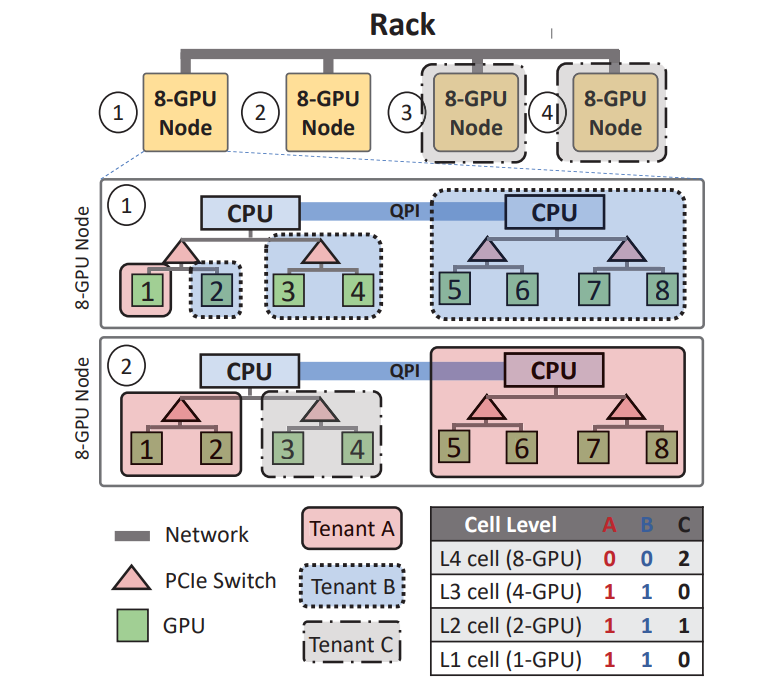 Rack
1 8-GPU Node 2 8-GPU Node 3 8-GPU Node 4 8-GPU Node
8-GPU Node
1 CPU QPI CPU
1 2 3 4 5 6 7 8
8-GPU Node
2 CPU QPI CPU
1 2 3 4 5 6 7 8
Network
PCIe Switch
GPU
Tenant A
Tenant B
Tenant C
Cell Level A B C
L4 cell (8-GPU) 0 0 2
L3 cell (4-GPU) 1 1 0
L2 cell (2-GPU) 1 1 1
L1 cell (1-GPU) 1 1 0